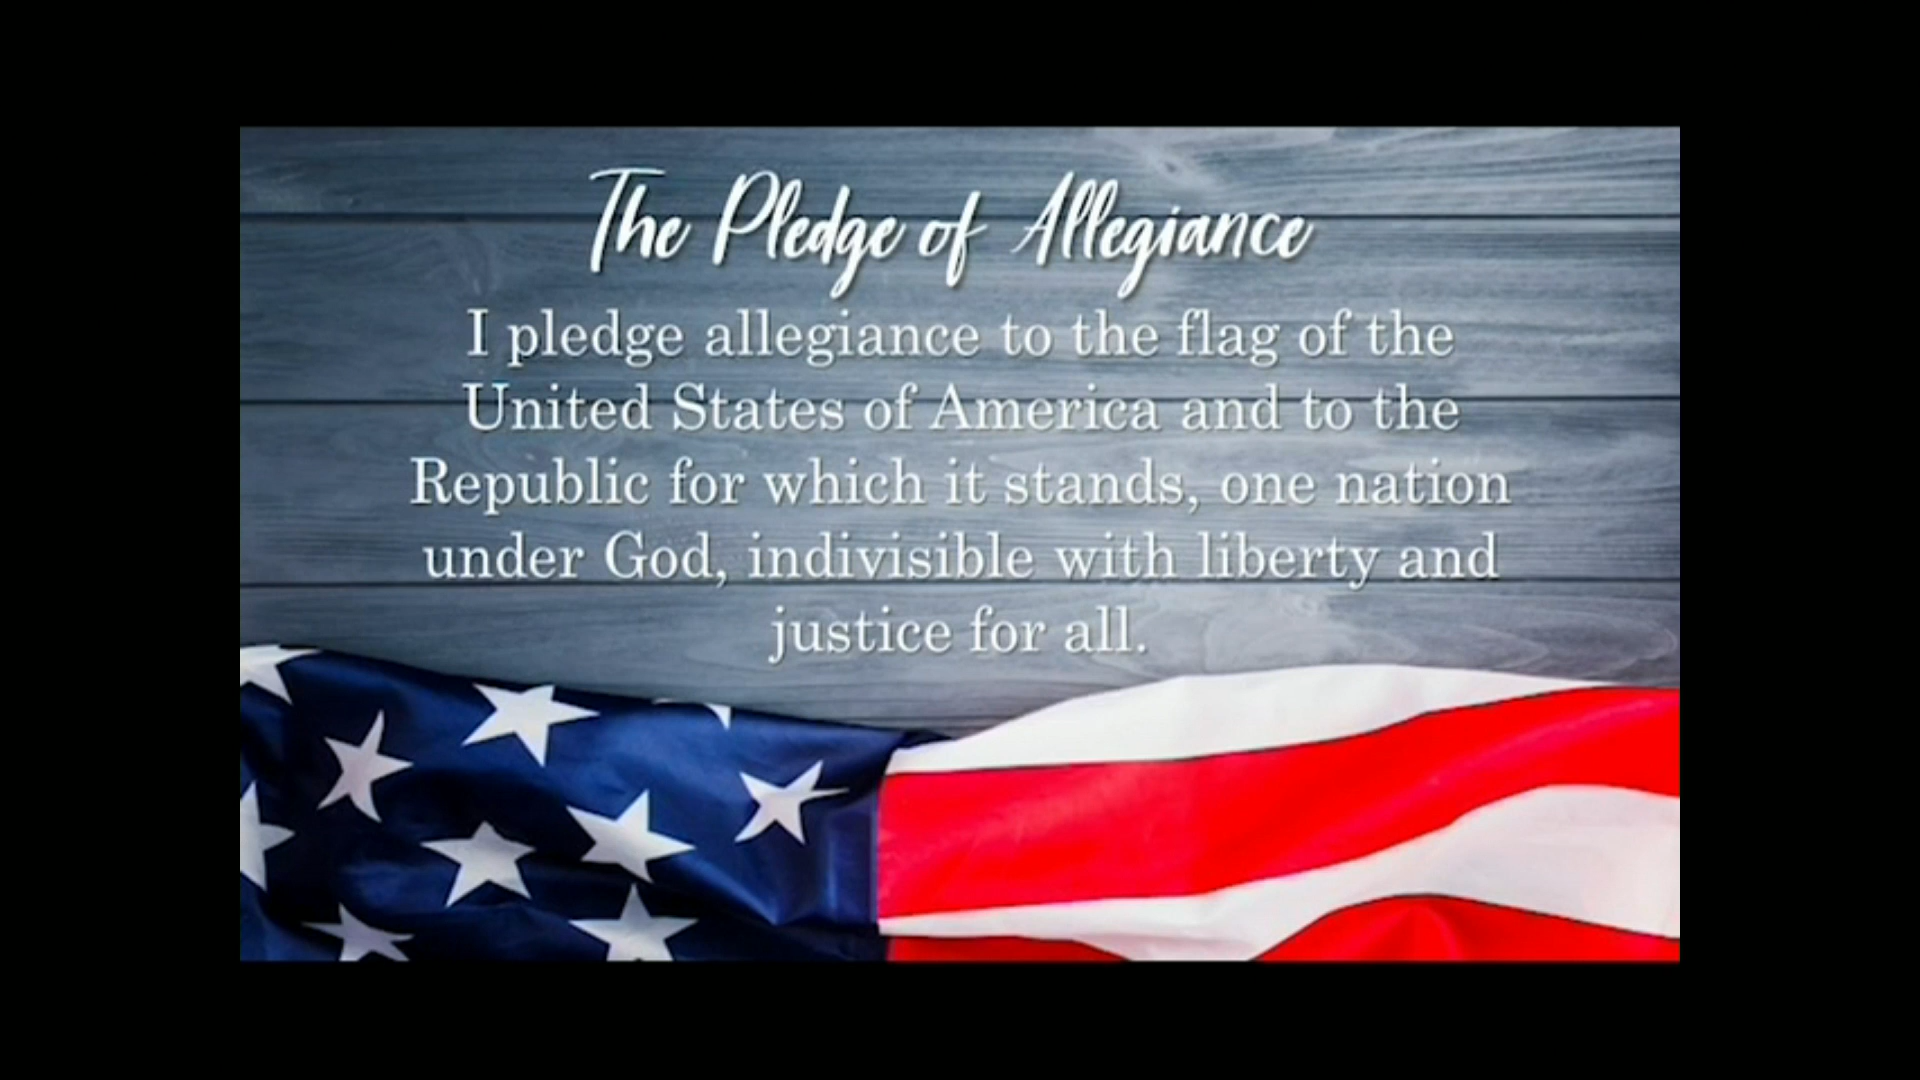 The Pledge of Allegiance
I pledge allegiance to the flag of the
United States of America and to the
Republic for which it stands, one nation
under God, indivisible with liberty and
justice for all.